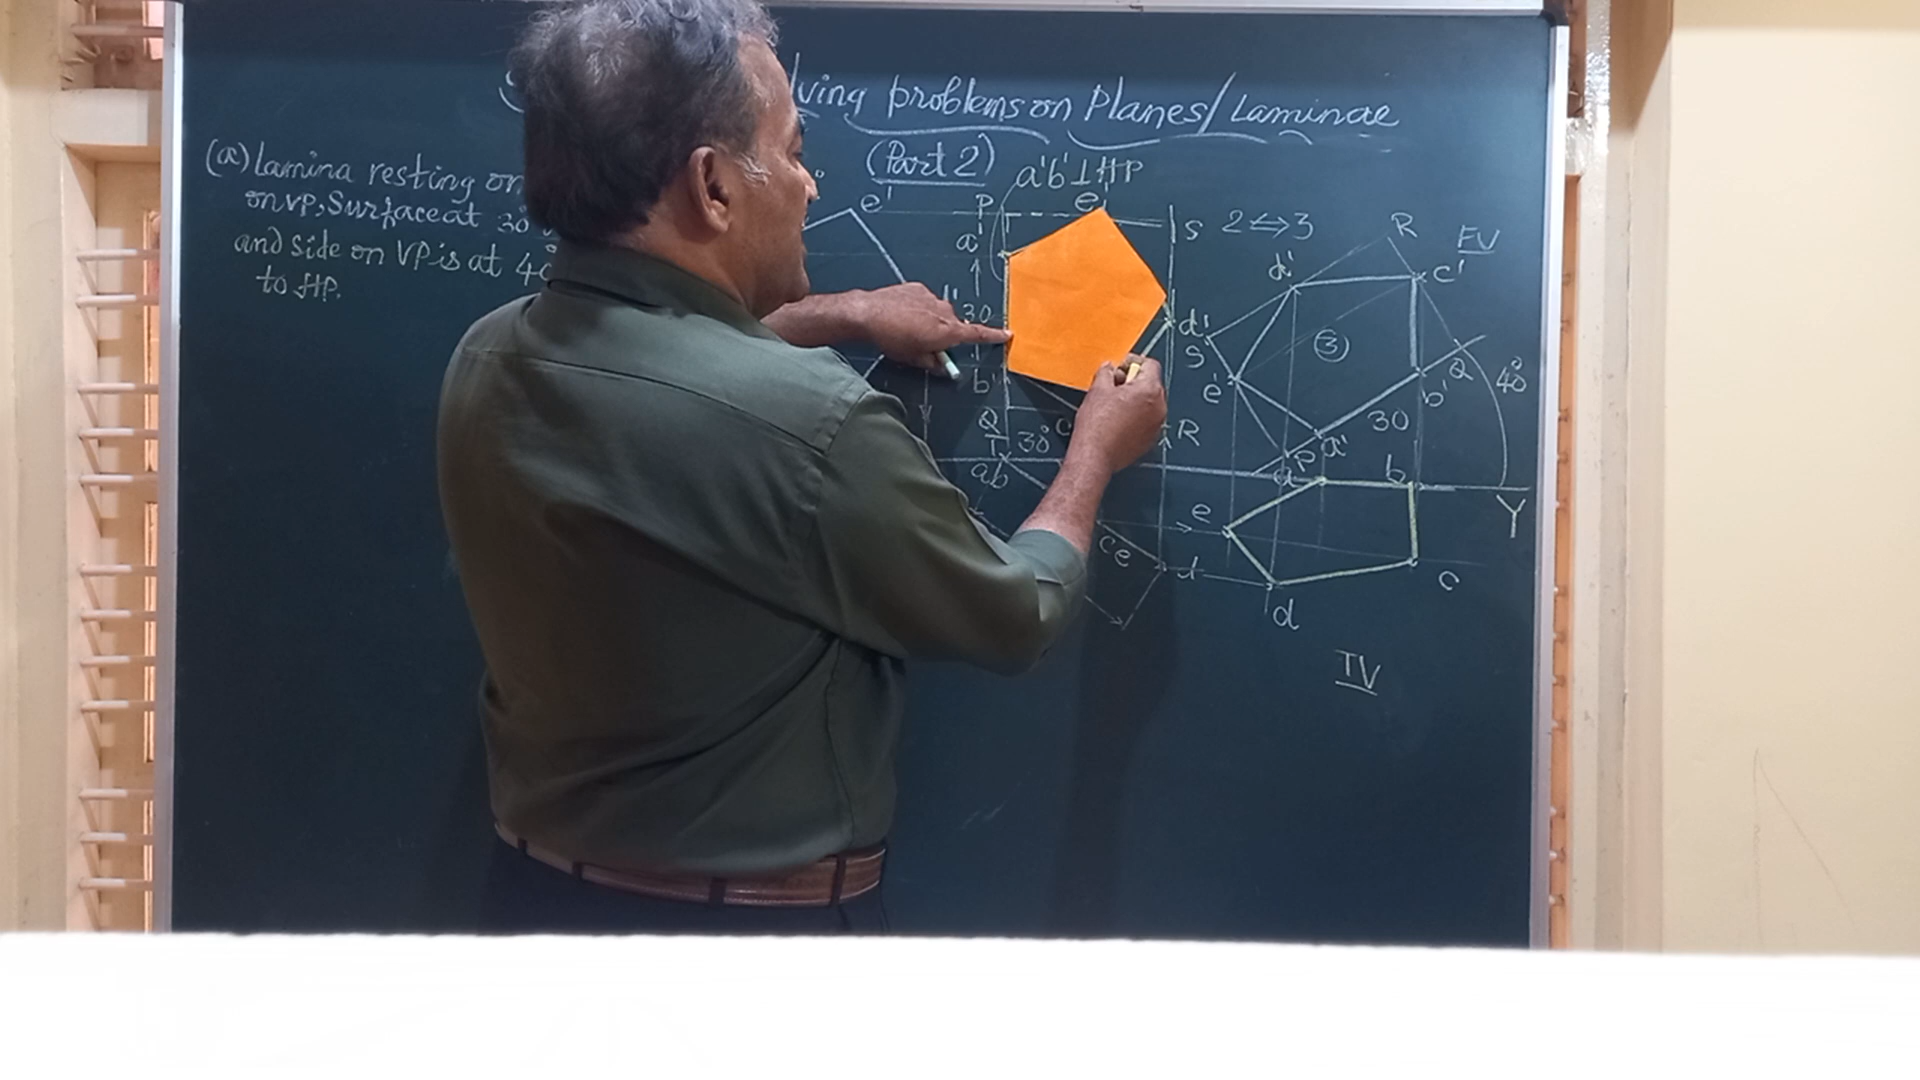 lving problems on Planes/Laminae
(Part 2)
(a) Lamina resting on
on VP, Surface at 30°
and side on VP is at 40
to HP.
a'b' ⊥ HP
e'
P
e'
S
2 ⇔ 3
R
FV
a'
d'
c'
30
d'
S'
3
b'
e'
b'
Q
40°
30
Q
T
30°
c
R
a'
P
ab
a
b
Y
e
ce
d
c
d
TV